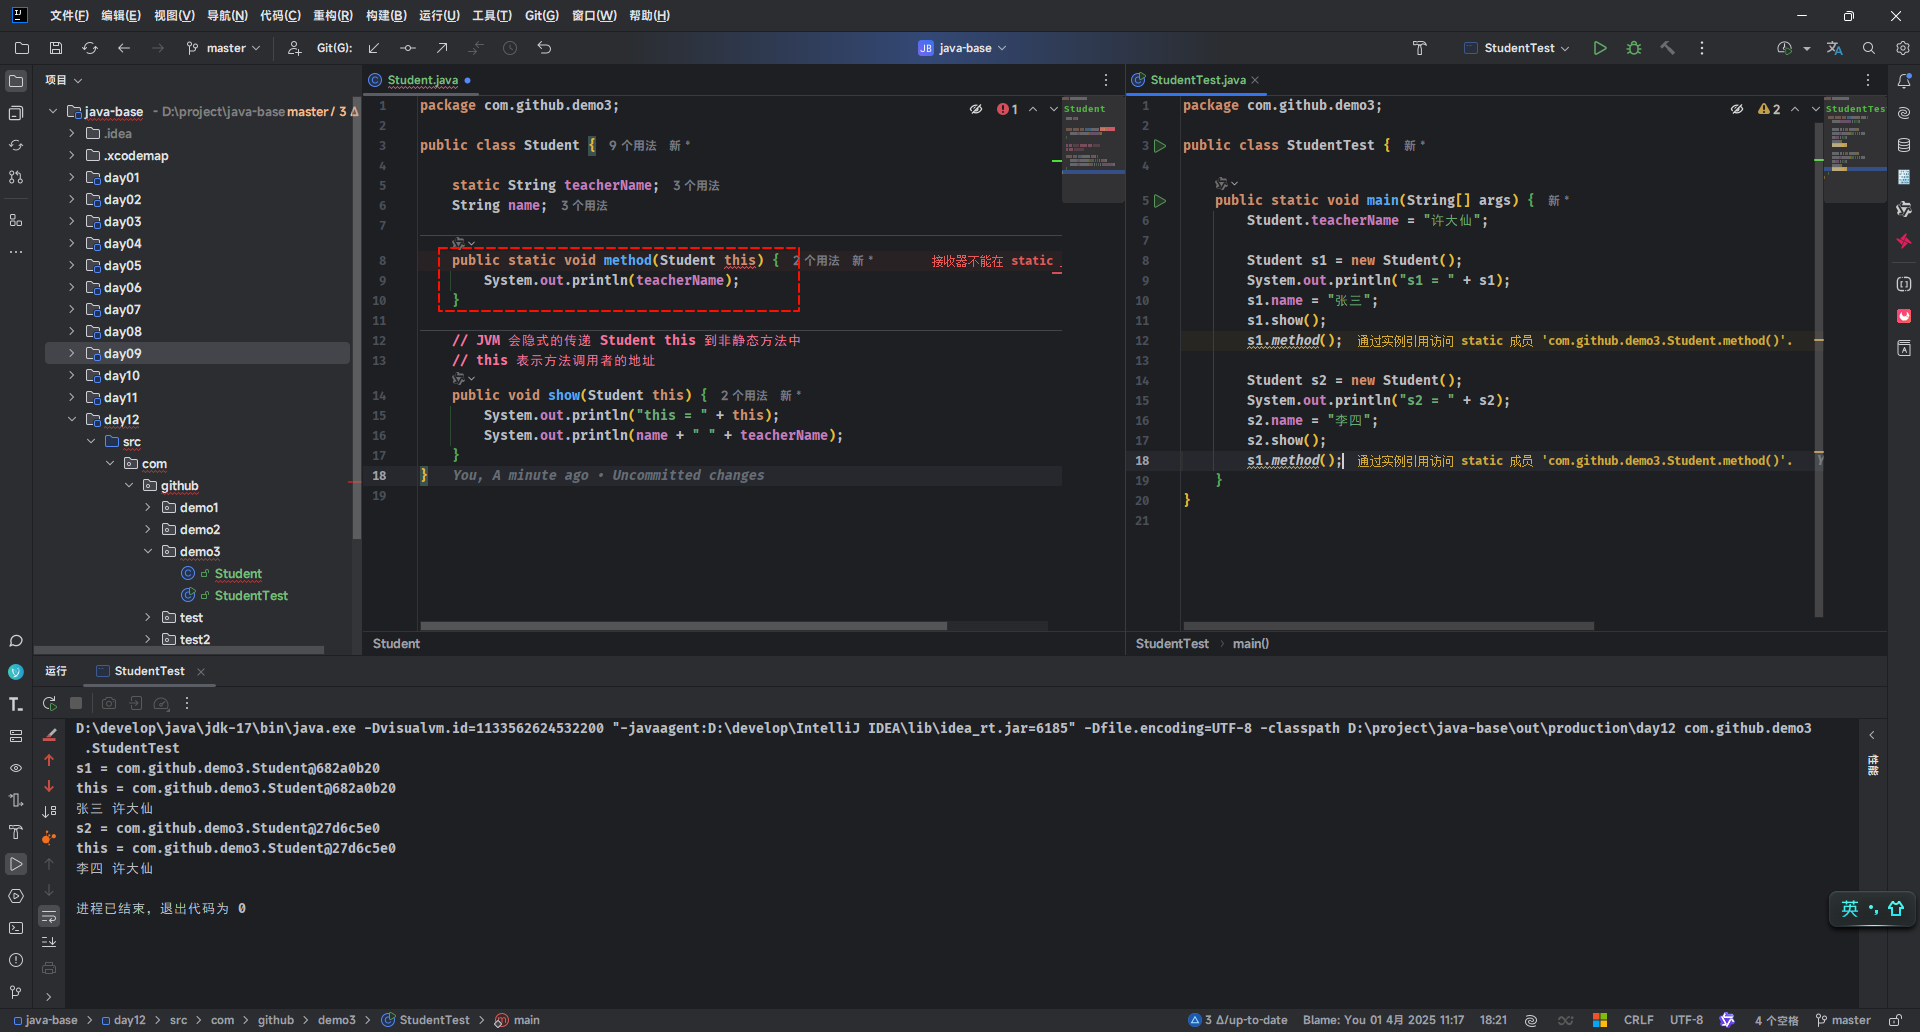 文件(F) 编辑(E) 视图(V) 导航(N) 代码(C) 重构(R) 构建(B) 运行(U) 工具(T) Git(G) 窗口(W) 帮助(H)
master Git(G): JB java-base StudentTest
项目
java-base - D:\project\java-base master / 3 Δ
.idea
.xcodemap
day01
day02
day03
day04
day05
day06
day07
day08
day09
day10
day11
day12
src
com
github
demo1
demo2
demo3
Student
StudentTest
test
test2
Student.java
1 package com.github.demo3;
2
3 public class Student { 9 个用法 新 *
4
5 static String teacherName; 3 个用法
6 String name; 3 个用法
7
8 public static void method(Student this) { 2 个用法 新 * 接收器不能在 static
9 System.out.println(teacherName);
10 }
11
12 // JVM 会隐式的传递 Student this 到非静态方法中
13 // this 表示方法调用者的地址
14 public void show(Student this) { 2 个用法 新 *
15 System.out.println("this = " + this);
16 System.out.println(name + " " + teacherName);
17 }
18 } You, A minute ago • Uncommitted changes
19
1
Student
Student
StudentTest.java
1 package com.github.demo3;
2
3 public class StudentTest { 新 *
4
5 public static void main(String[] args) { 新 *
6 Student.teacherName = "许大仙";
7
8 Student s1 = new Student();
9 System.out.println("s1 = " + s1);
10 s1.name = "张三";
11 s1.show();
12 s1.method(); 通过实例引用访问 static 成员 'com.github.demo3.Student.method()'.
13
14 Student s2 = new Student();
15 System.out.println("s2 = " + s2);
16 s2.name = "李四";
17 s2.show();
18 s1.method(); 通过实例引用访问 static 成员 'com.github.demo3.Student.method()'. Y
19 }
20 }
21
2
StudentTes
StudentTest › main()
运行 StudentTest
D:\develop\java\jdk-17\bin\java.exe -Dvisualvm.id=1133562624532200 "-javaagent:D:\develop\IntelliJ IDEA\lib\idea_rt.jar=6185" -Dfile.encoding=UTF-8 -classpath D:\project\java-base\out\production\day12 com.github.demo3
.StudentTest
s1 = com.github.demo3.Student@682a0b20
this = com.github.demo3.Student@682a0b20
张三 许大仙
s2 = com.github.demo3.Student@27d6c5e0
this = com.github.demo3.Student@27d6c5e0
李四 许大仙
进程已结束，退出代码为 0
性能
英
java-base › day12 › src › com › github › demo3 › StudentTest › main
3 Δ/up-to-date Blame: You 01 4月 2025 11:17 18:21 CRLF UTF-8 4 个空格 master